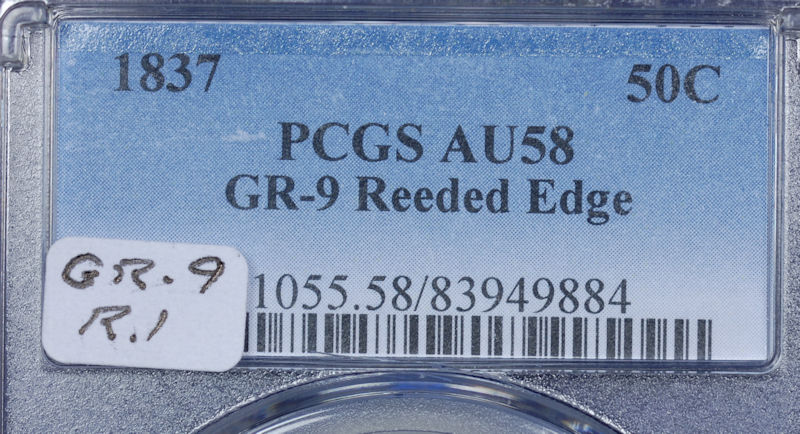 1837 50C
PCGS AU58
GR-9 Reeded Edge
1055.58/83949884
GR.9
R.1